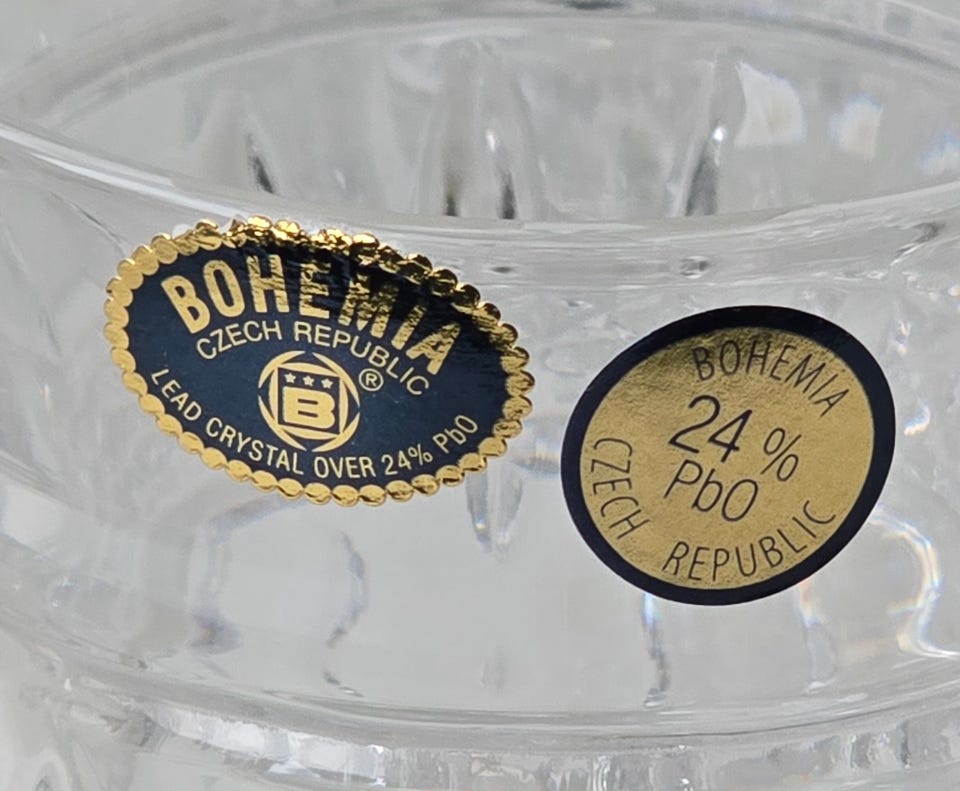 BOHEMIA
CZECH REPUBLIC
B ®
LEAD CRYSTAL OVER 24% PbO
BOHEMIA
24 %
PbO
CZECH REPUBLIC